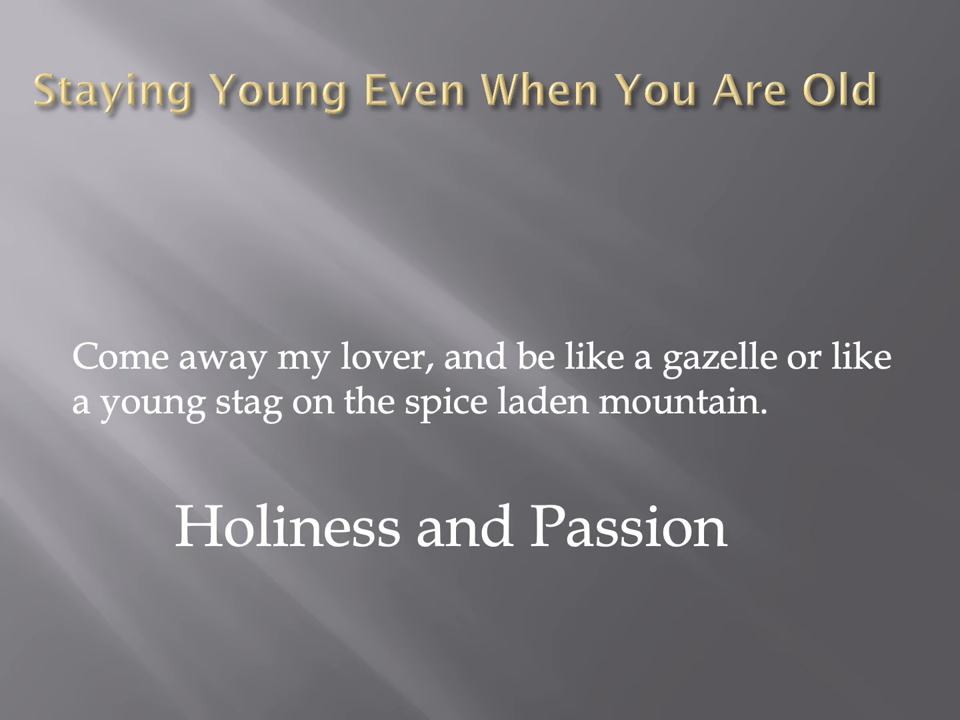 Staying Young Even When You Are Old
Come away my lover, and be like a gazelle or like
a young stag on the spice laden mountain.
Holiness and Passion